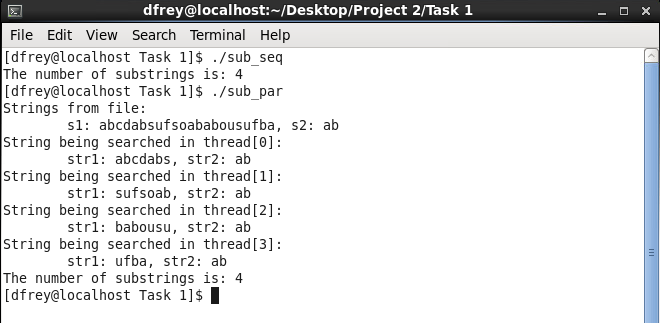 dfrey@localhost:~/Desktop/Project 2/Task 1
File Edit View Search Terminal Help
[dfrey@localhost Task 1]$ ./sub_seq
The number of substrings is: 4
[dfrey@localhost Task 1]$ ./sub_par
Strings from file:
        s1: abcdabsufsoababousufba, s2: ab
String being searched in thread[0]:
        str1: abcdabs, str2: ab
String being searched in thread[1]:
        str1: sufsoab, str2: ab
String being searched in thread[2]:
        str1: babousu, str2: ab
String being searched in thread[3]:
        str1: ufba, str2: ab
The number of substrings is: 4
[dfrey@localhost Task 1]$